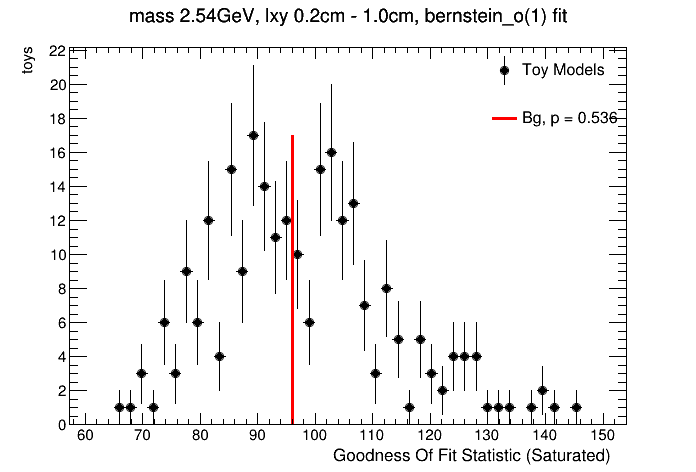 mass 2.54GeV, lxy 0.2cm - 1.0cm, bernstein_o(1) fit
toys
22
20
18
16
14
12
10
8
6
4
2
0
Toy Models
Bg, p = 0.536
60 70 80 90 100 110 120 130 140 150
Goodness Of Fit Statistic (Saturated)